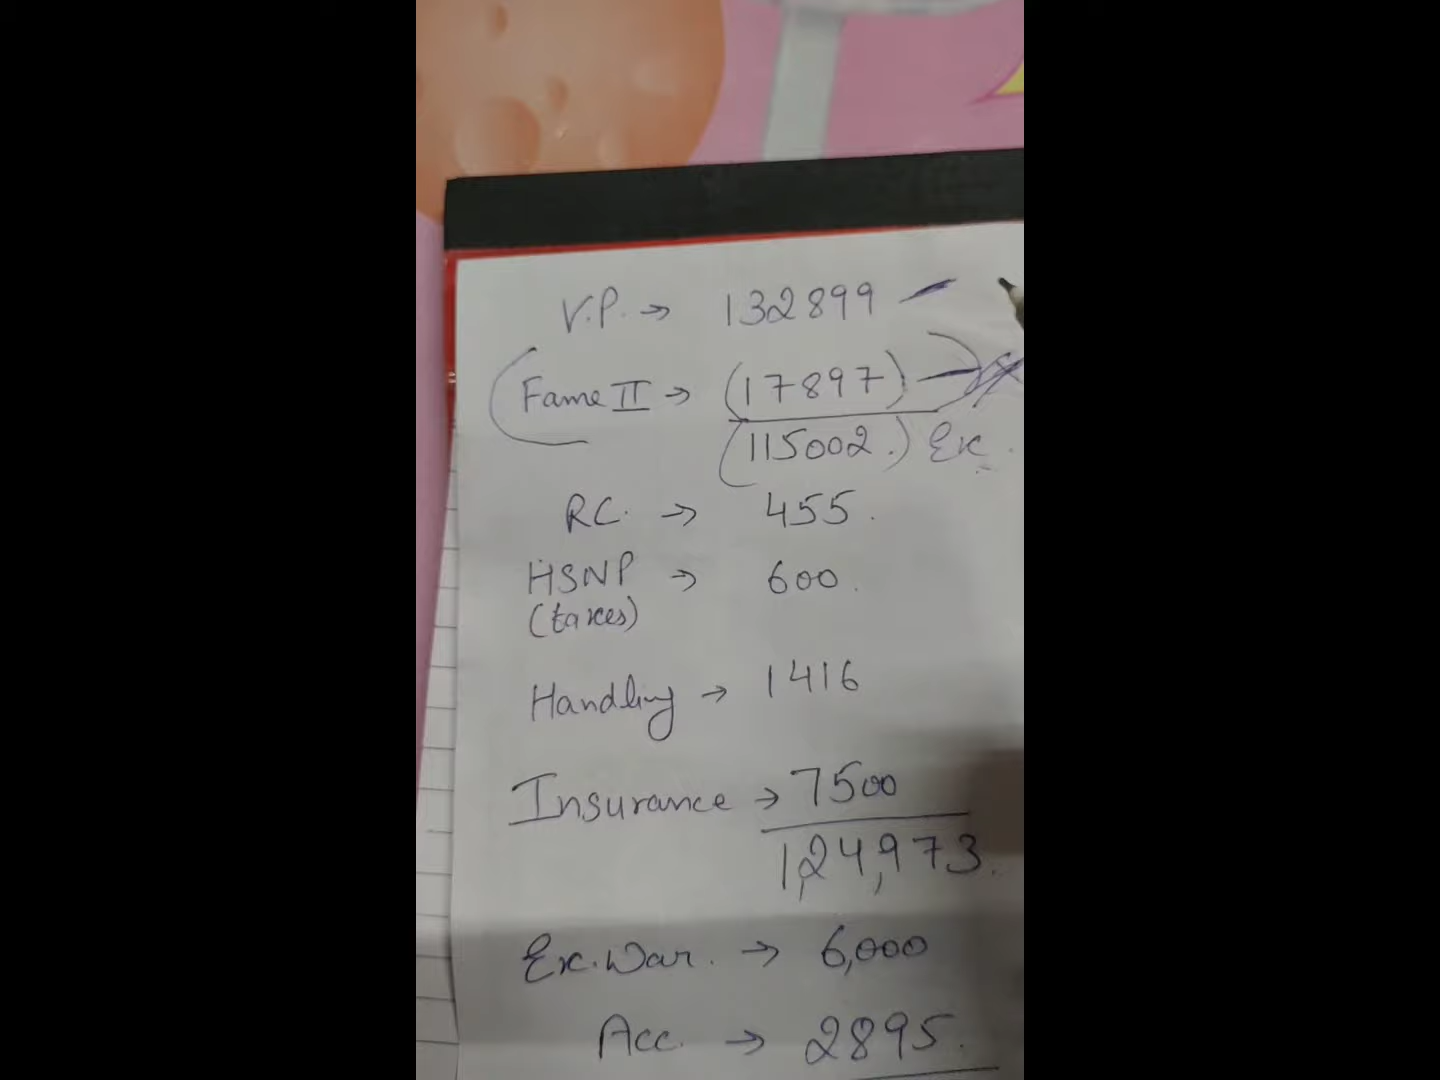 V.P. → 132899 –
Fame II → (17897) –
(115002.) Ex.
RC. → 455.
HSNP → 600.
(taxes)
Handling → 1416
Insurance → 7500
1,24,973.
Ex.War. → 6,000
Acc. → 2895.